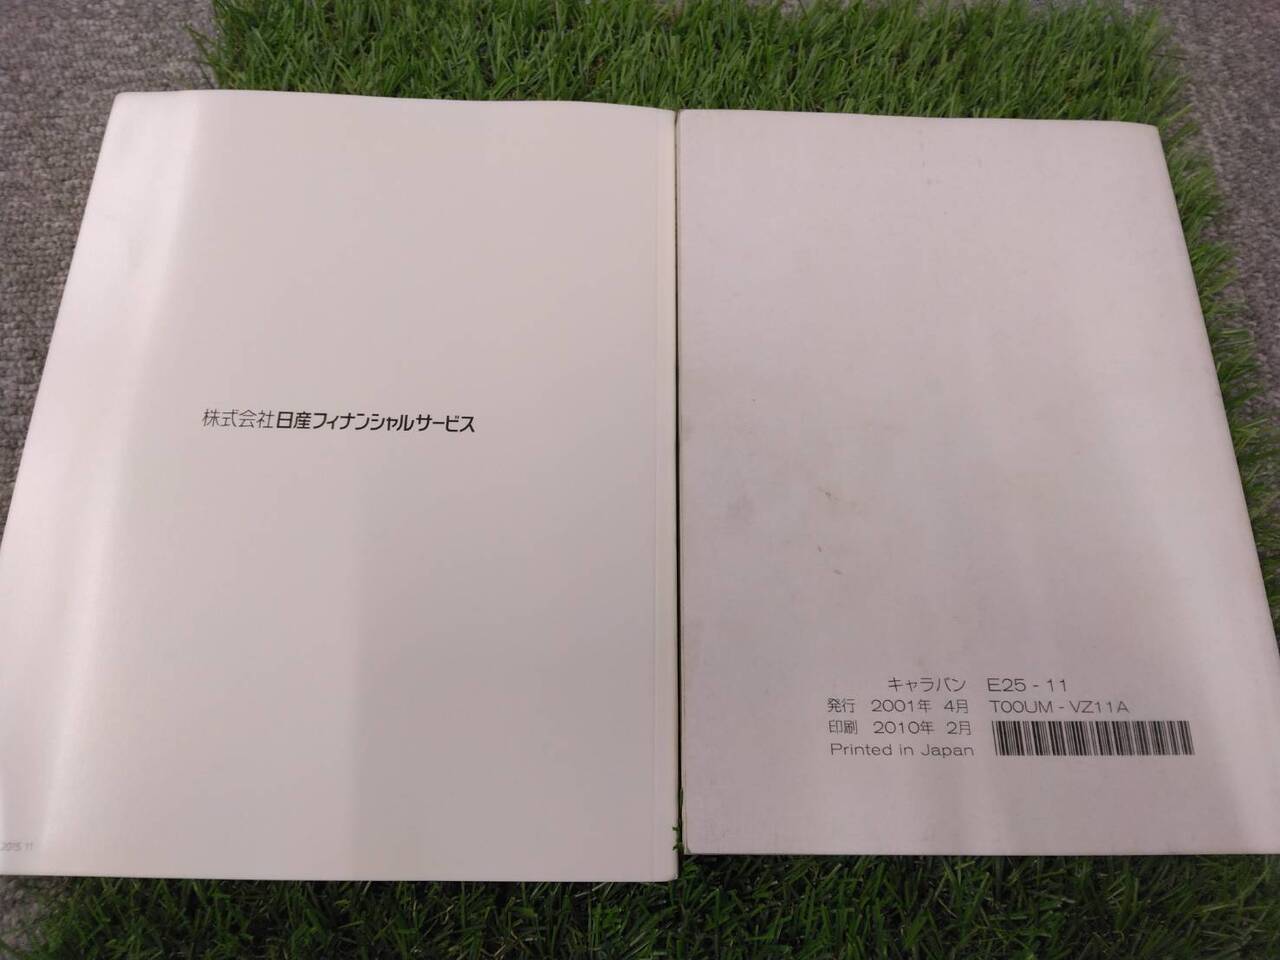 株式会社日産フィナンシャルサービス
2015.11
キャラバン E25-11
発行 2001年 4月 T00UM-VZ11A
印刷 2010年 2月
Printed in Japan